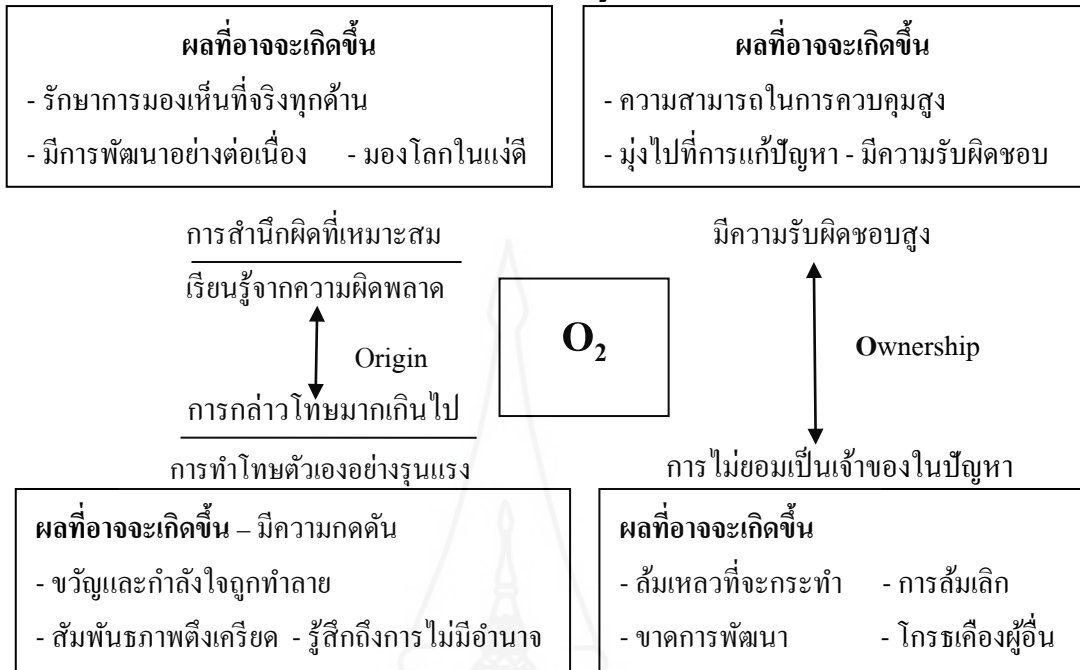 ผลที่อาจจะเกิดขึ้น
- รักษาการมองเห็นที่จริงทุกด้าน
- มีการพัฒนาอย่างต่อเนื่อง - มองโลกในแง่ดี
ผลที่อาจจะเกิดขึ้น
- ความสามารถในการควบคุมสูง
- มุ่งไปที่การแก้ปัญหา - มีความรับผิดชอบ
การสำนึกผิดที่เหมาะสม
เรียนรู้จากความผิดพลาด
Origin
การกล่าวโทษมากเกินไป
การทำโทษตัวเองอย่างรุนแรง
O₂
มีความรับผิดชอบสูง
Ownership
การไม่ยอมเป็นเจ้าของในปัญหา
ผลที่อาจจะเกิดขึ้น – มีความกดดัน
- ขวัญและกำลังใจถูกทำลาย
- สัมพันธภาพตึงเครียด - รู้สึกถึงการไม่มีอำนาจ
ผลที่อาจจะเกิดขึ้น
- ล้มเหลวที่จะกระทำ - การล้มเลิก
- ขาดการพัฒนา - โกรธเคืองผู้อื่น